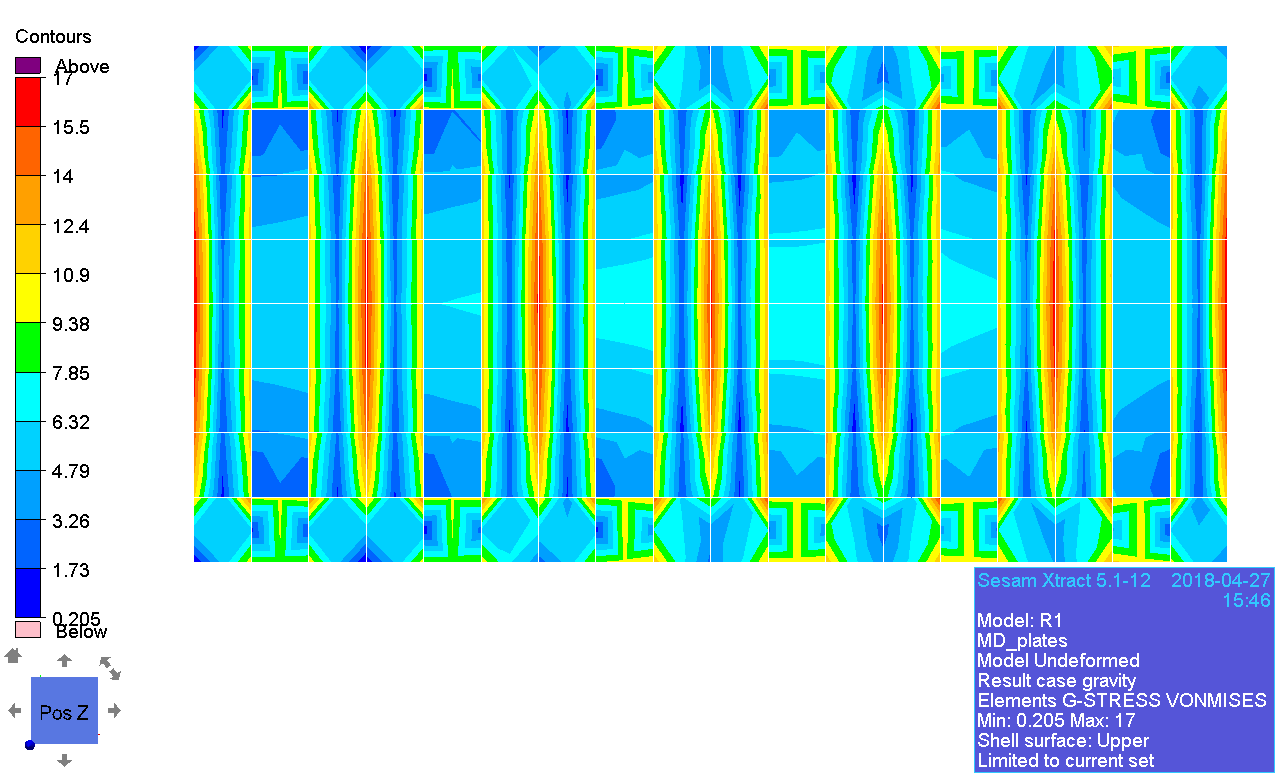 Contours
Above
17
15.5
14
12.4
10.9
9.38
7.85
6.32
4.79
3.26
1.73
0.205
Below
Pos Z
Sesam Xtract 5.1-12 2018-04-27
15:46
Model: R1
MD_plates
Model Undeformed
Result case gravity
Elements G-STRESS VONMISES
Min: 0.205 Max: 17
Shell surface: Upper
Limited to current set